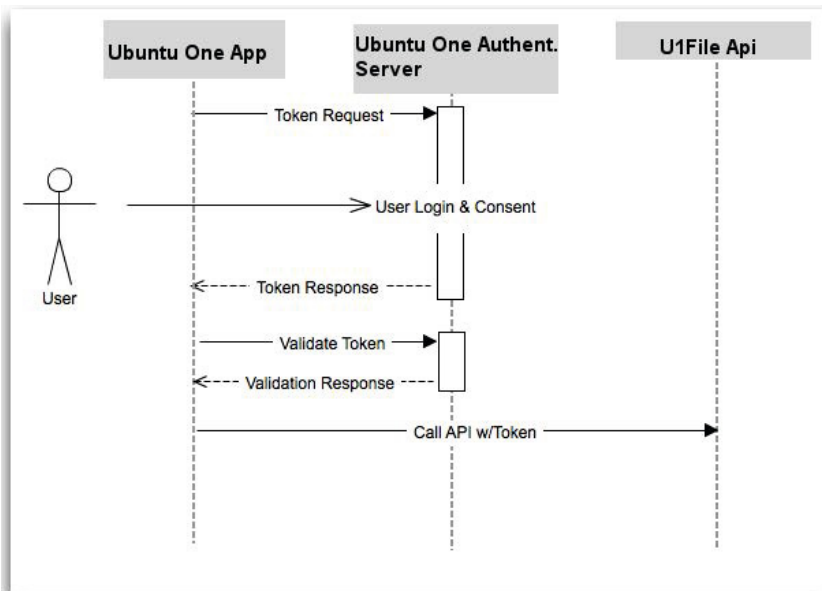 Ubuntu One App
Ubuntu One Authent.
Server
U1File Api
Token Request
User Login & Consent
User
Token Response
Validate Token
Validation Response
Call API w/Token